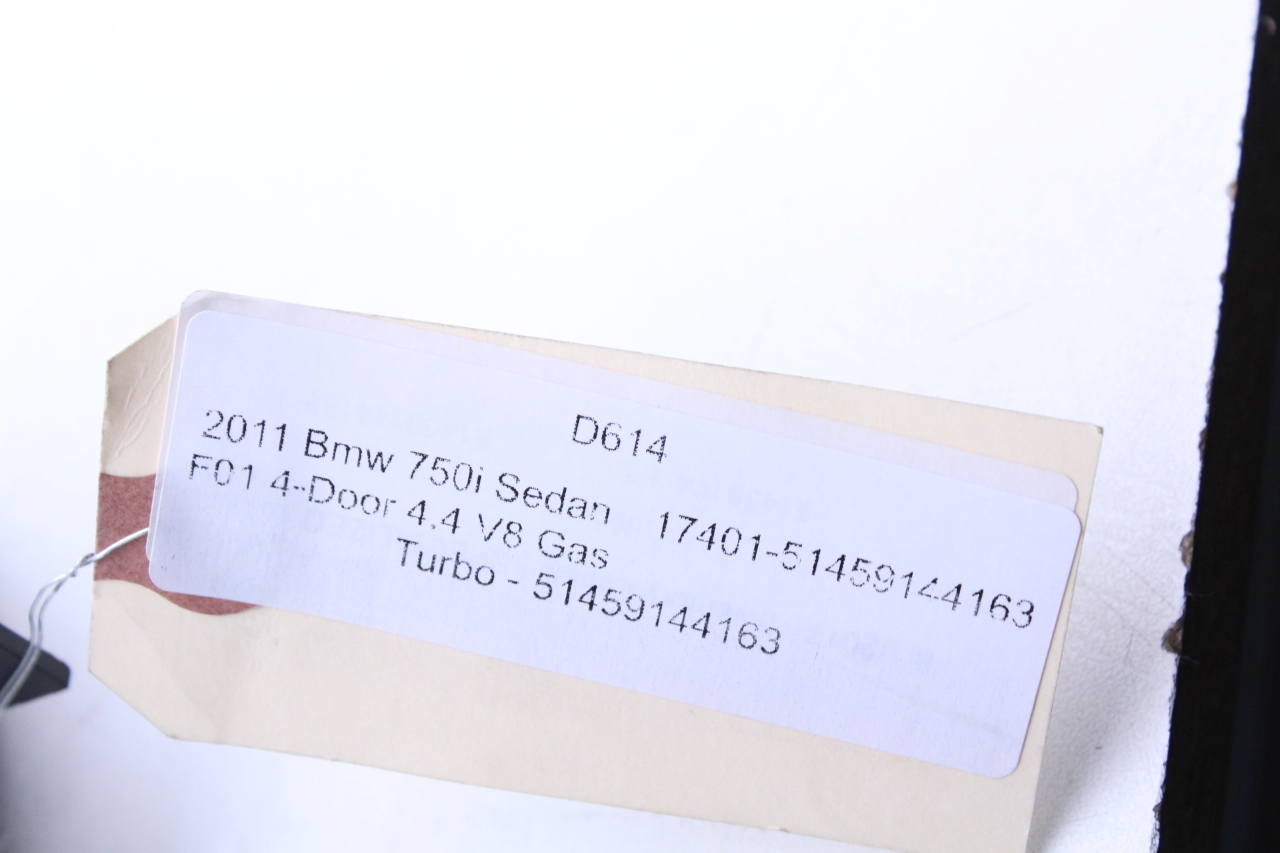 D614
2011 Bmw 750i Sedan 17401-51459144163
F01 4-Door 4.4 V8 Gas
Turbo - 51459144163